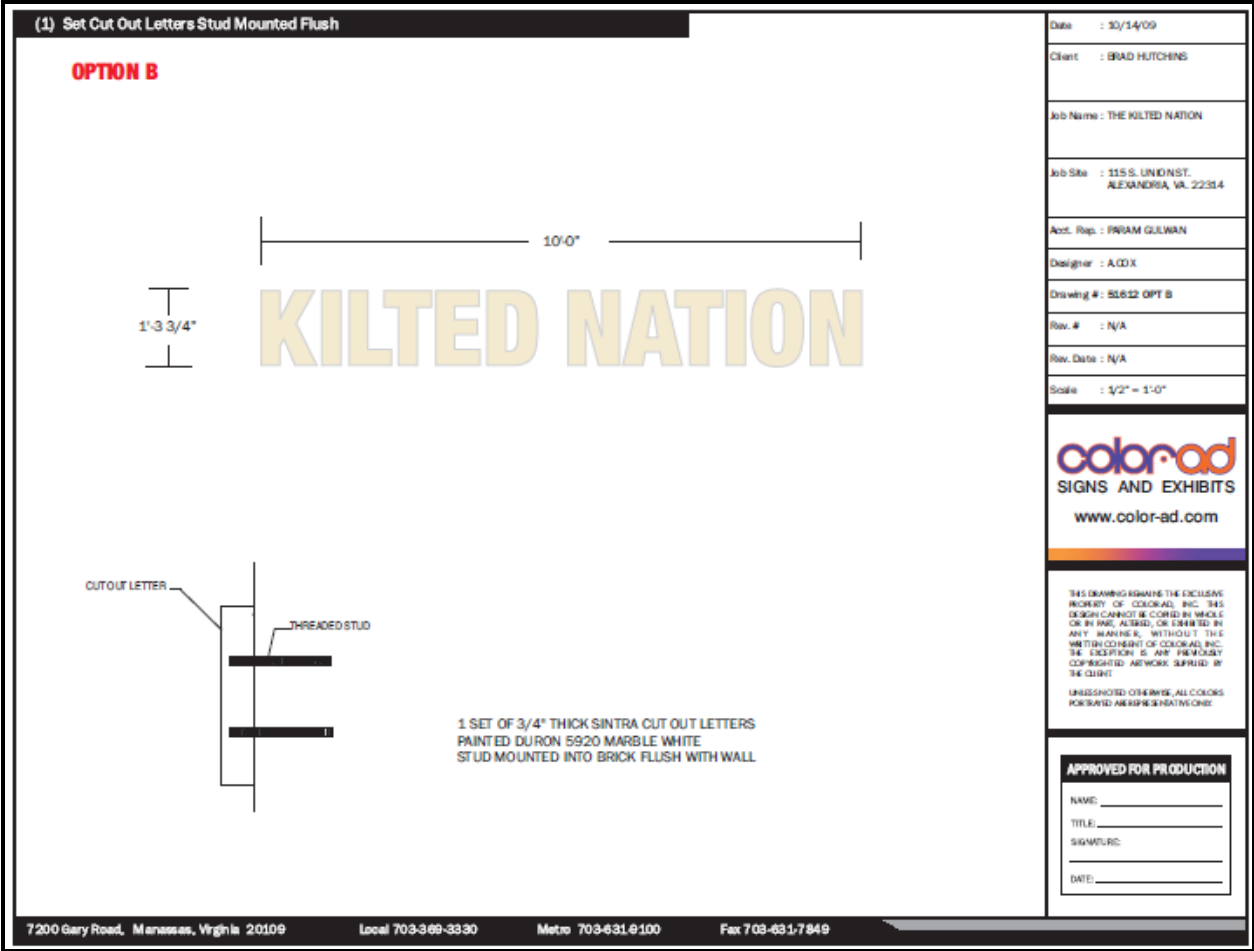 (1) Set Cut Out Letters Stud Mounted Flush
OPTION B
10'-0"
1'-3 3/4"
KILTED NATION
CUT OUT LETTER
THREADED STUD
1 SET OF 3/4" THICK SINTRA CUT OUT LETTERS
PAINTED DURON 5920 MARBLE WHITE
STUD MOUNTED INTO BRICK FLUSH WITH WALL
Date : 10/14/09
Client : BRAD HUTCHINS
Job Name : THE KILTED NATION
Job Site : 115 S. UNION ST.
ALEXANDRIA, VA. 22314
Acct. Rep. : PARAM GULWAN
Designer : A.COX
Drawing # : 51612 OPT B
Rev. # : N/A
Rev. Date : N/A
Scale : 1/2" = 1'-0"
color-ad
SIGNS AND EXHIBITS
www.color-ad.com
THIS DRAWING REMAINS THE EXCLUSIVE
PROPERTY OF COLOR-AD, INC. THIS
DESIGN CANNOT BE COPIED IN WHOLE
OR IN PART, ALTERED, OR EXHIBITED IN
ANY MANNER, WITHOUT THE
WRITTEN CONSENT OF COLOR-AD, INC.
THE EXCEPTION IS ANY PREVIOUSLY
COPYRIGHTED ARTWORK SUPPLIED BY
THE CLIENT.
UNLESS NOTED OTHERWISE, ALL COLORS
PORTRAYED ARE REPRESENTATIVE ONLY.
APPROVED FOR PRODUCTION
NAME:
TITLE:
SIGNATURE:
DATE:
7200 Gary Road, Manassas, Virginia 20109 Local 703-369-3330 Metro 703-631-9100 Fax 703-631-7849